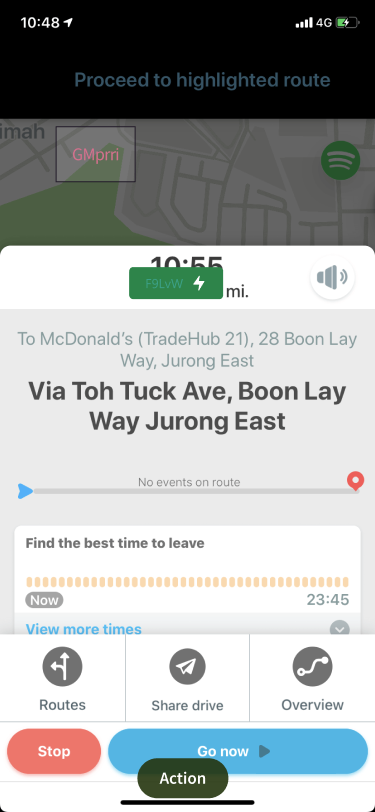 10:48
4G
Proceed to highlighted route
imah
GMprri
10:55
F9LvW
mi.
To McDonald's (TradeHub 21), 28 Boon Lay
Way, Jurong East
Via Toh Tuck Ave, Boon Lay
Way Jurong East
No events on route
Find the best time to leave
Now
23:45
View more times
Routes
Share drive
Overview
Stop
Go now
Action